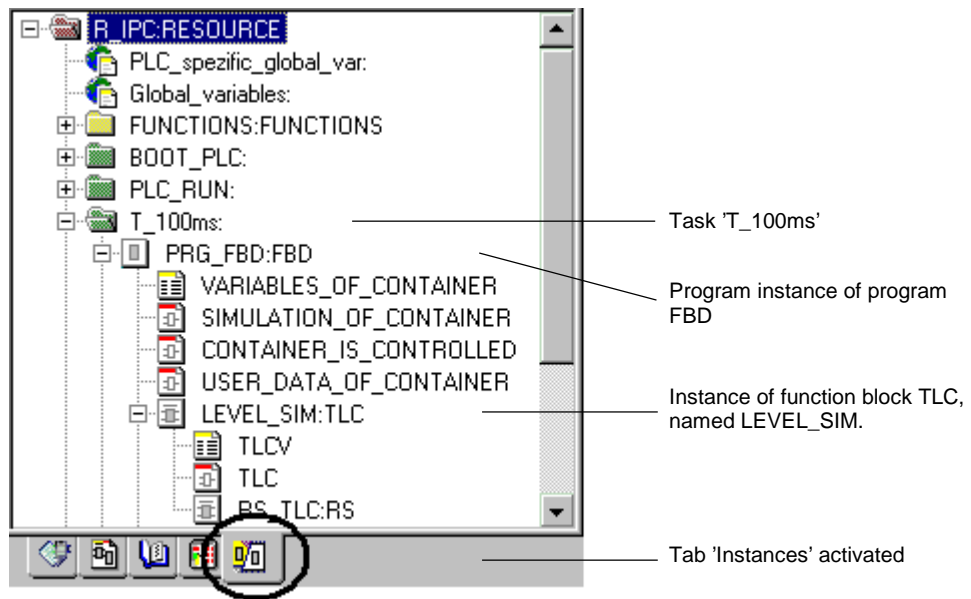 R_IPC:RESOURCE
PLC_spezific_global_var:
Global_variables:
FUNCTIONS:FUNCTIONS
BOOT_PLC:
PLC_RUN:
T_100ms:
Task 'T_100ms'
PRG_FBD:FBD
VARIABLES_OF_CONTAINER
Program instance of program
FBD
SIMULATION_OF_CONTAINER
CONTAINER_IS_CONTROLLED
USER_DATA_OF_CONTAINER
LEVEL_SIM:TLC
Instance of function block TLC,
named LEVEL_SIM.
TLCV
TLC
RS_TLC:RS
Tab 'Instances' activated